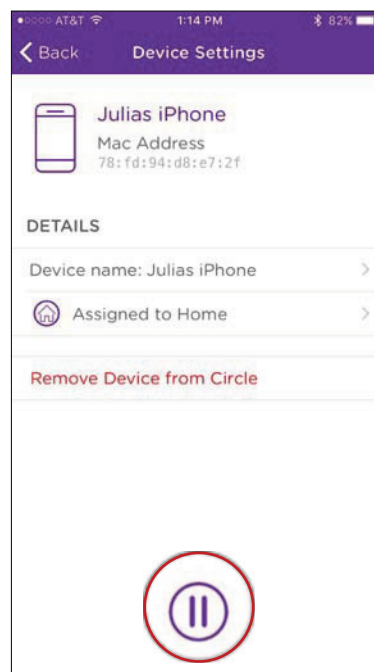 AT&T 1:14 PM 82%
Back Device Settings
Julias iPhone
Mac Address
78:fd:94:d8:e7:2f
DETAILS
Device name: Julias iPhone
Assigned to Home
Remove Device from Circle